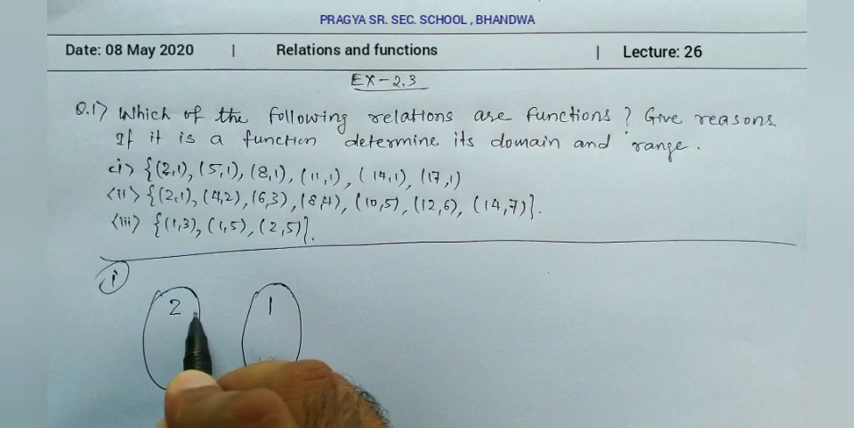 PRAGYA SR. SEC. SCHOOL , BHANDWA
Date: 08 May 2020 | Relations and functions | Lecture: 26
EX-2.3
Q.1> Which of the following relations are functions ? Give reasons
If it is a function determine its domain and range.
<i> {(2,1), (5,1), (8,1), (11,1), (14,1), (17,1)
<ii> {(2,1), (4,2), (6,3), (8,4), (10,5), (12,6), (14,7)}.
<iii> {(1,3), (1,5), (2,5)}.
i
2 1